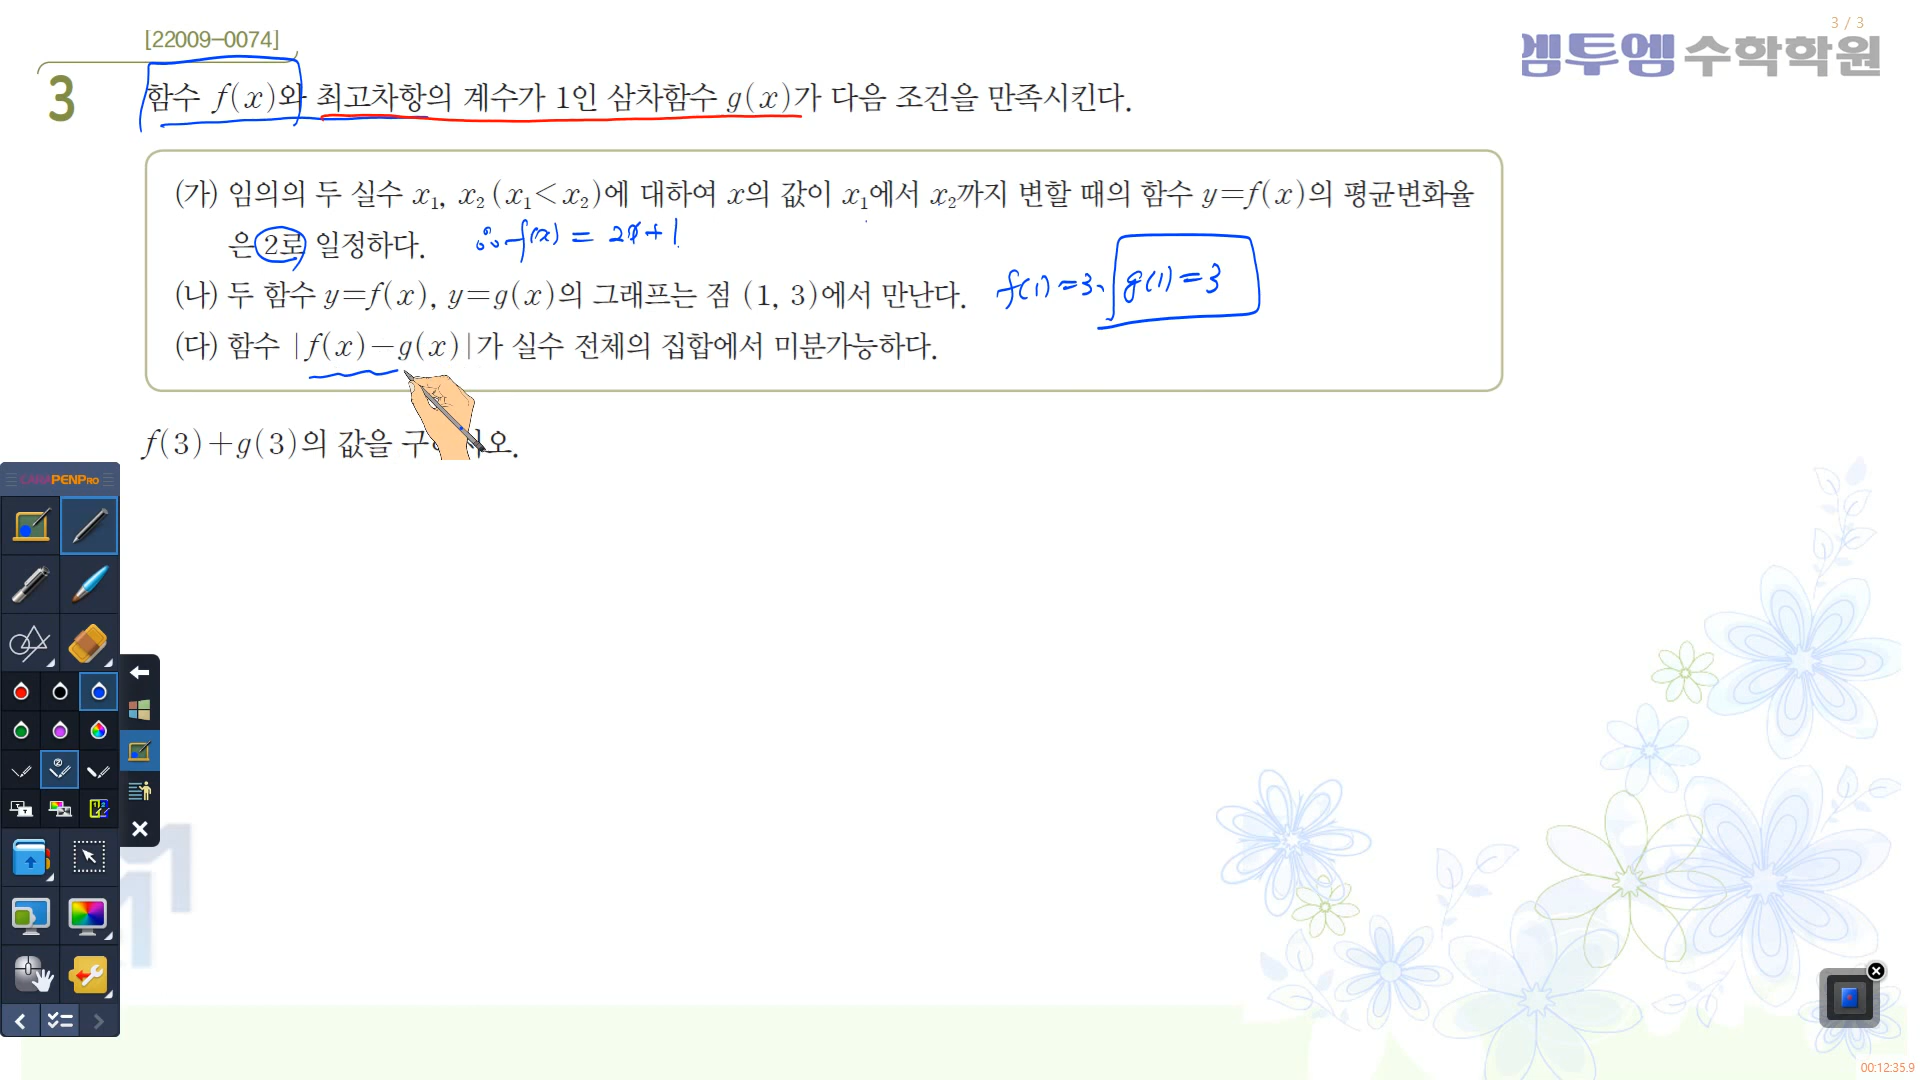 3 / 3
[22009-0074]
겜투엠 수학학원
3 함수 f(x)와 최고차항의 계수가 1인 삼차함수 g(x)가 다음 조건을 만족시킨다.
(가) 임의의 두 실수 x₁, x₂ (x₁<x₂)에 대하여 x의 값이 x₁에서 x₂까지 변할 때의 함수 y=f(x)의 평균변화율
은 2로 일정하다. ∴ f(x) = 2x+1
(나) 두 함수 y=f(x), y=g(x)의 그래프는 점 (1, 3)에서 만난다. f(1)=3, g(1)=3
(다) 함수 |f(x)-g(x)|가 실수 전체의 집합에서 미분가능하다.
f(3)+g(3)의 값을 구 오.
00:12:35.9